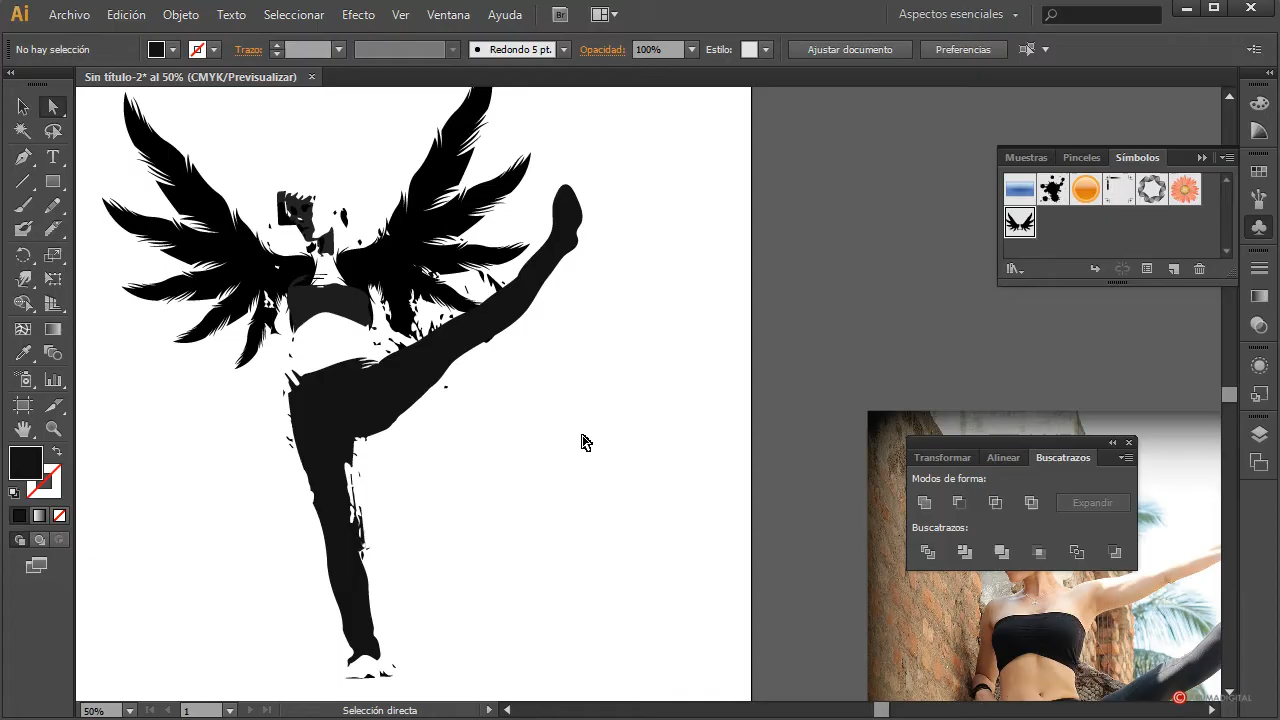 Ai Archivo Edición Objeto Texto Seleccionar Efecto Ver Ventana Ayuda Br Aspectos esenciales
No hay selección Trazo: Redondo 5 pt. Opacidad: 100% Estilo: Ajustar documento Preferencias
Sin título-2* al 50% (CMYK/Previsualizar)
Muestras Pinceles Símbolos
Transformar Alinear Buscatrazos
Modos de forma:
Expandir
Buscatrazos:
50% 1 Selección directa